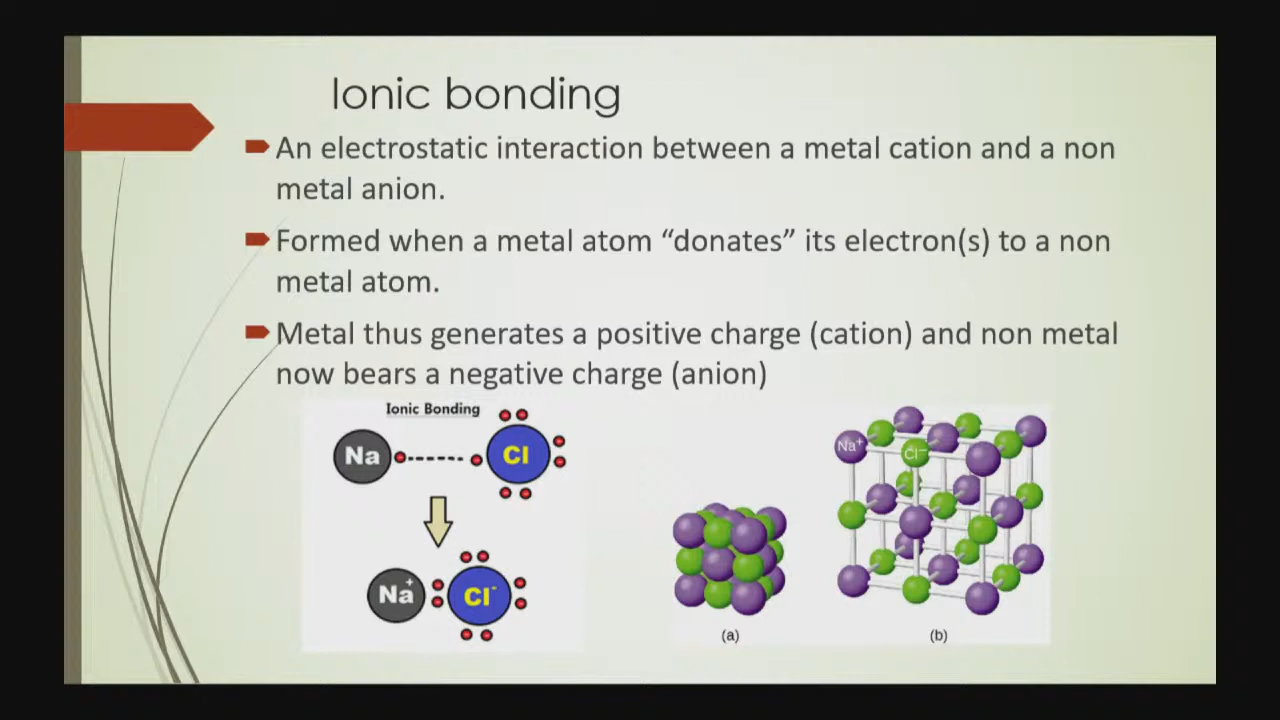 Ionic bonding
An electrostatic interaction between a metal cation and a non
metal anion.
Formed when a metal atom “donates” its electron(s) to a non
metal atom.
Metal thus generates a positive charge (cation) and non metal
now bears a negative charge (anion)
Ionic Bonding
Na Cl
Na+ Cl-
Na+ Cl−
(a) (b)